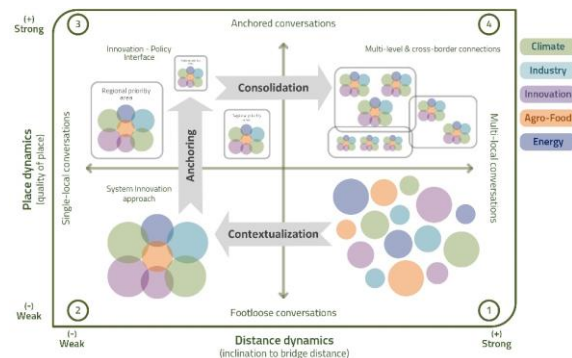 (+)
Strong
3
Anchored conversations
4
Innovation - Policy
Interface
Multi-level & cross-border connections
Climate
Industry
Innovation
Agro-Food
Energy
Regional priority
area
Consolidation
Place dynamics
(quality of place)
Single-local conversations
Anchoring
Multi-local conversations
System Innovation
approach
Contextualization
(-)
Weak
2
Footloose conversations
1
(-)
Weak
Distance dynamics
(inclination to bridge distance)
(+)
Strong